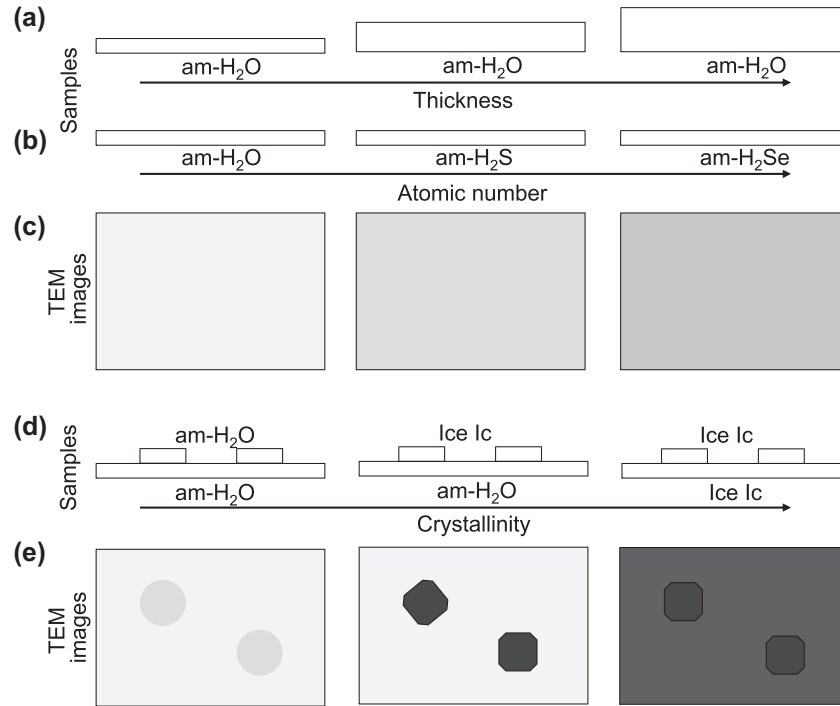 (a)
Samples
am-H₂O am-H₂O am-H₂O
Thickness
(b)
am-H₂O am-H₂S am-H₂Se
Atomic number
(c)
TEM
images
(d)
Samples
am-H₂O Ice Ic Ice Ic
am-H₂O am-H₂O Ice Ic
Crystallinity
(e)
TEM
images